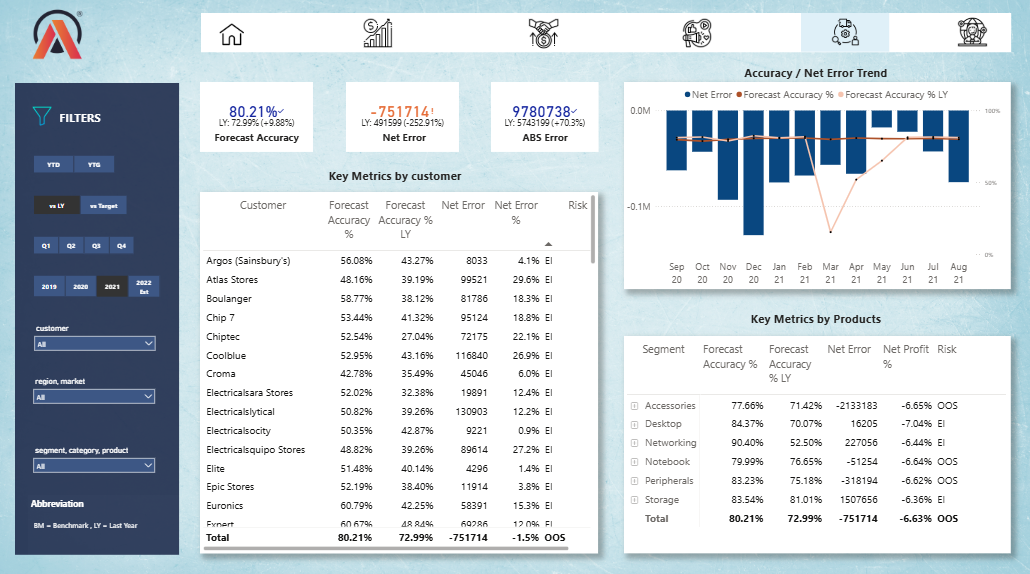 ®
FILTERS
YTD YTG
vs LY vs Target
Q1 Q2 Q3 Q4
2019 2020 2021 2022 Est
customer
All
region, market
All
segment, category, product
All
Abbreviation
BM = Benchmark , LY = Last Year
80.21%
LY: 72.99% (+9.88%)
Forecast Accuracy
-751714!
LY: 491599 (-252.91%)
Net Error
9780738
LY: 5743199 (+70.3%)
ABS Error
Key Metrics by customer
Customer Forecast Accuracy % Forecast Accuracy % LY Net Error Net Error % Risk
Argos (Sainsbury's) 56.08% 43.27% 8033 4.1% EI
Atlas Stores 48.16% 39.19% 99521 29.6% EI
Boulanger 58.77% 38.12% 81786 18.3% EI
Chip 7 53.44% 41.32% 95124 18.8% EI
Chiptec 52.54% 27.04% 72175 22.1% EI
Coolblue 52.95% 43.16% 116840 26.9% EI
Croma 42.78% 35.49% 45046 6.0% EI
Electricalsara Stores 52.02% 32.38% 19891 12.4% EI
Electricalslytical 50.82% 39.26% 130903 12.2% EI
Electricalsocity 50.35% 42.87% 9221 0.9% EI
Electricalsquipo Stores 48.82% 39.26% 89614 27.2% EI
Elite 51.48% 40.14% 4296 1.4% EI
Epic Stores 52.19% 38.40% 11914 3.8% EI
Euronics 60.79% 42.25% 58391 15.3% EI
Expert 60.67% 48.84% 69286 12.0% EI
Total 80.21% 72.99% -751714 -1.5% OOS
Accuracy / Net Error Trend
Net Error Forecast Accuracy % Forecast Accuracy % LY
0.0M 100%
50%
-0.1M
0%
Sep Oct Nov Dec Jan Feb Mar Apr May Jun Jul Aug
20 20 20 20 21 21 21 21 21 21 21 21
Key Metrics by Products
Segment Forecast Accuracy % Forecast Accuracy % LY Net Error Net Profit % Risk
Accessories 77.66% 71.42% -2133183 -6.65% OOS
Desktop 84.37% 70.07% 16205 -7.04% EI
Networking 90.40% 52.50% 227056 -6.44% EI
Notebook 79.99% 76.65% -51254 -6.64% OOS
Peripherals 83.23% 75.18% -318194 -6.62% OOS
Storage 83.54% 81.01% 1507656 -6.36% EI
Total 80.21% 72.99% -751714 -6.63% OOS